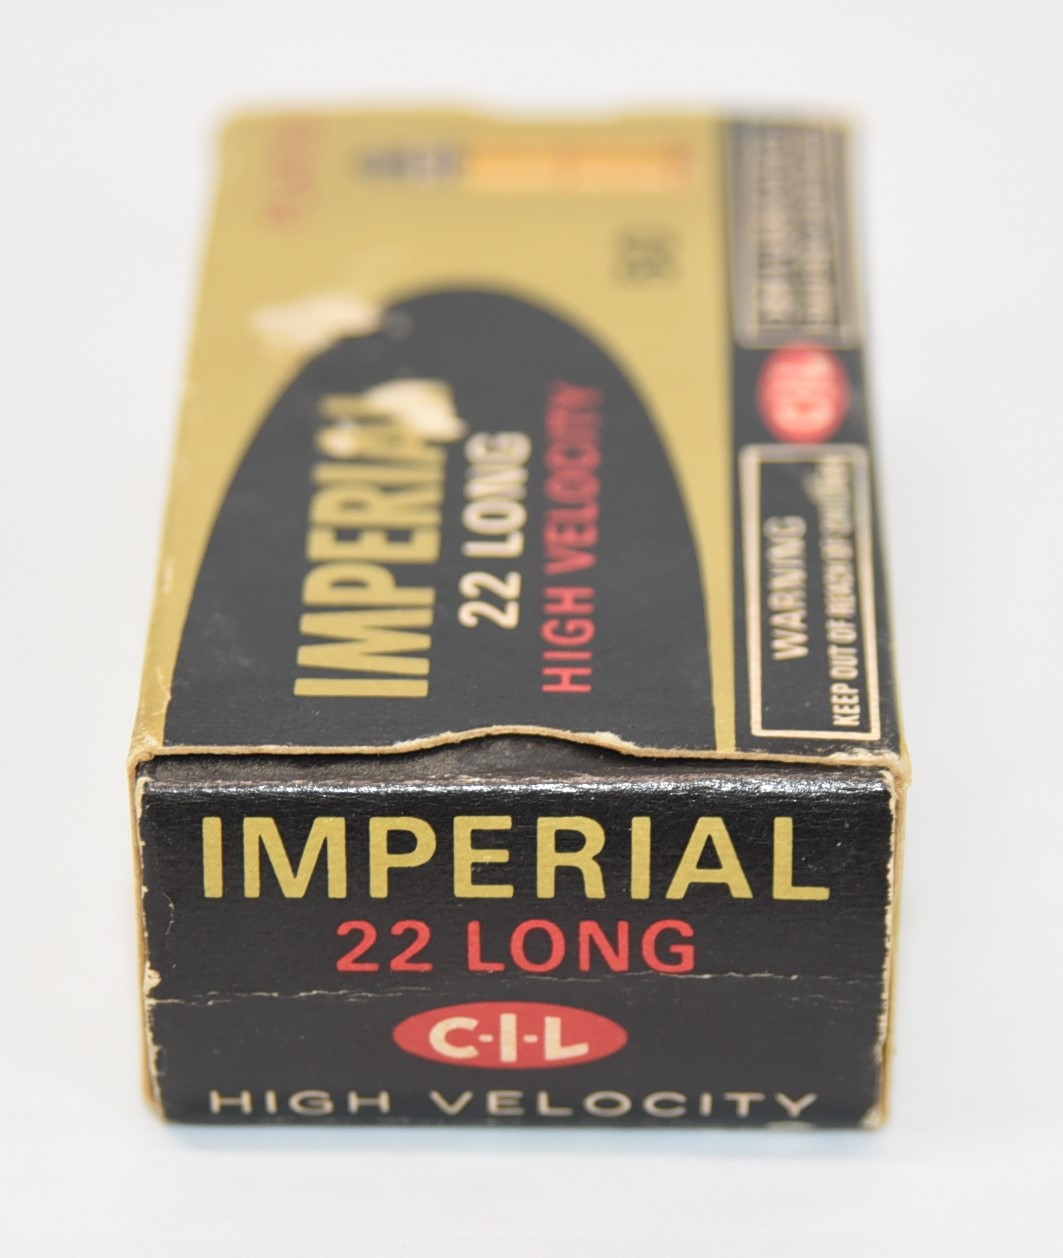 IMPERIAL
22 LONG
HIGH VELOCITY
C-I-L
WARNING
KEEP OUT OF REACH OF CHILDREN
IMPERIAL
22 LONG
C-I-L
HIGH VELOCITY